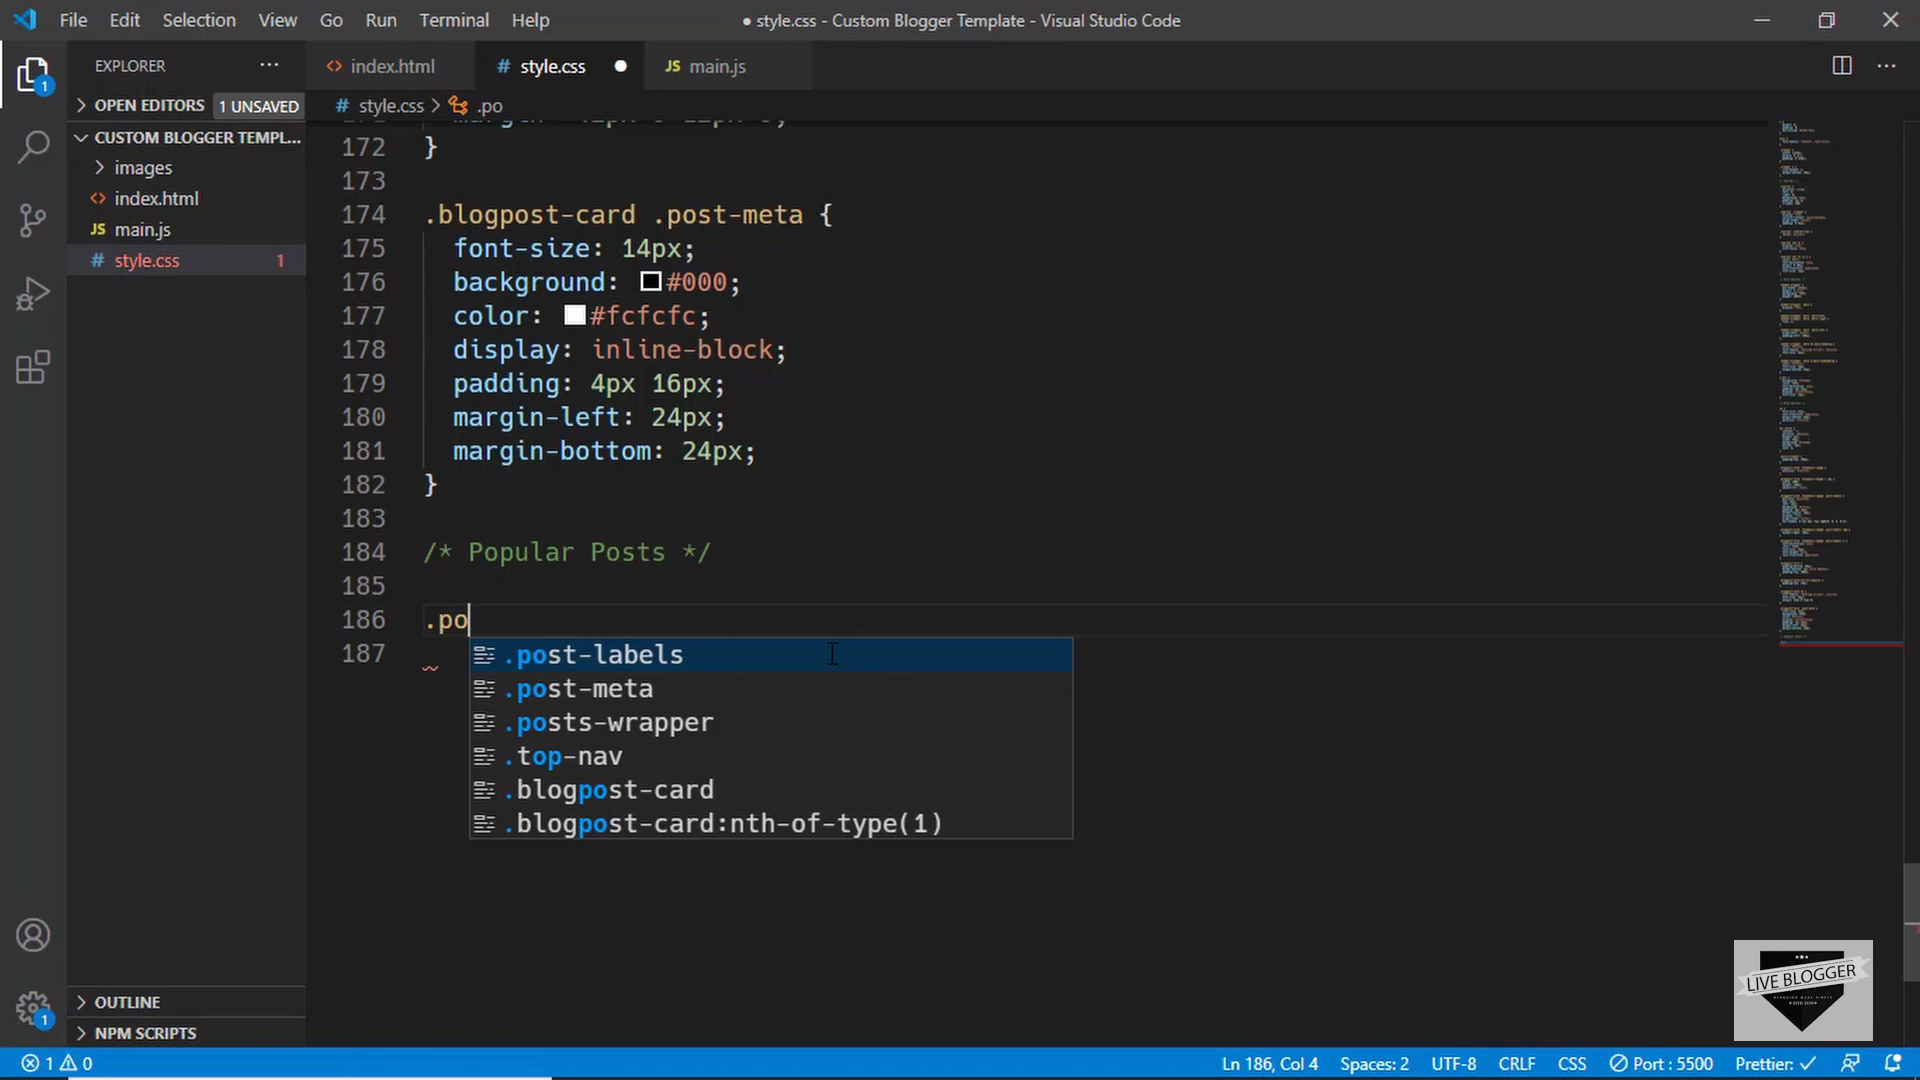 File Edit Selection View Go Run Terminal Help
● style.css - Custom Blogger Template - Visual Studio Code
EXPLORER
index.html
# style.css ●
JS main.js
OPEN EDITORS 1 UNSAVED
# style.css > .po
CUSTOM BLOGGER TEMPL...
images
index.html
JS main.js
# style.css 1
172 }
173
174 .blogpost-card .post-meta {
175 font-size: 14px;
176 background: #000;
177 color: #fcfcfc;
178 display: inline-block;
179 padding: 4px 16px;
180 margin-left: 24px;
181 margin-bottom: 24px;
182 }
183
184 /* Popular Posts */
185
186 .po
187
.post-labels
.post-meta
.posts-wrapper
.top-nav
.blogpost-card
.blogpost-card:nth-of-type(1)
1
1
OUTLINE
NPM SCRIPTS
LIVE BLOGGER
1 0
Ln 186, Col 4 Spaces: 2 UTF-8 CRLF CSS Port : 5500 Prettier: ✓